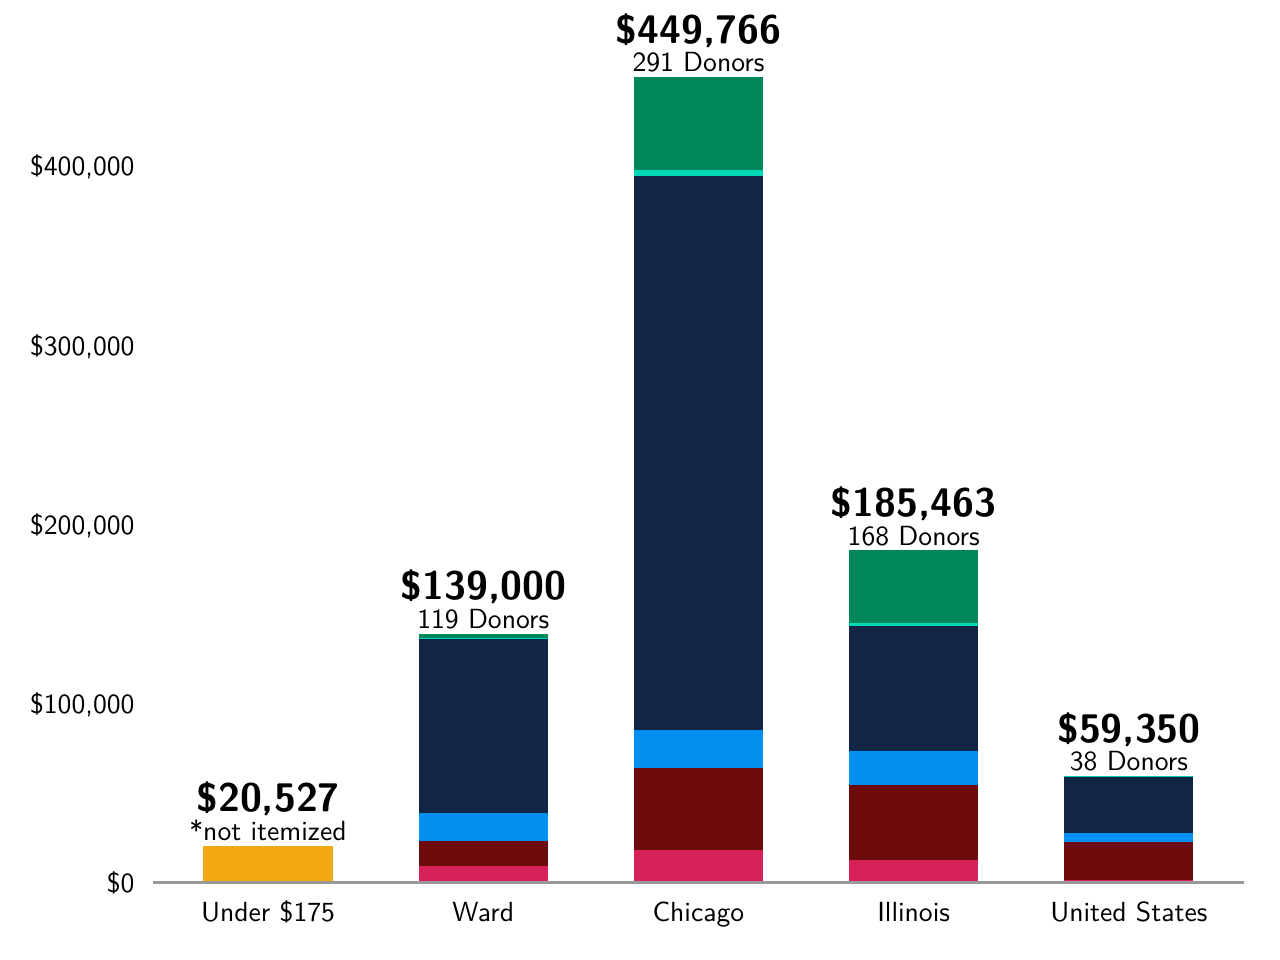 $449,766
291 Donors
$400,000
$300,000
$185,463
168 Donors
$200,000
$139,000
119 Donors
$100,000
$59,350
38 Donors
$20,527
*not itemized
$0
Under $175
Ward
Chicago
Illinois
United States